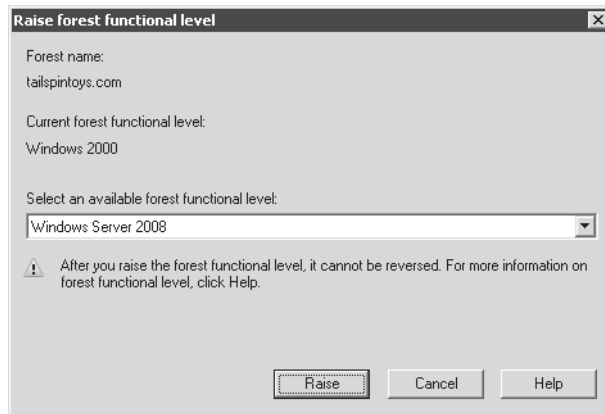 Raise forest functional level
Forest name:
tailspintoys.com
Current forest functional level:
Windows 2000
Select an available forest functional level:
Windows Server 2008
After you raise the forest functional level, it cannot be reversed. For more information on
forest functional level, click Help.
Raise Cancel Help